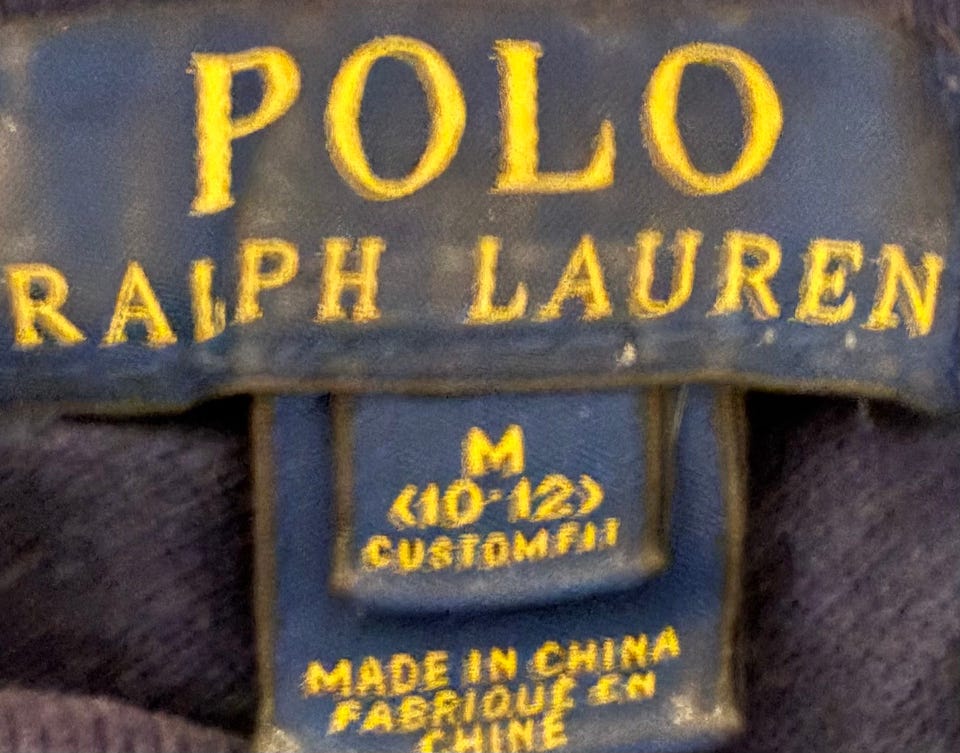 POLO
RALPH LAUREN
M
(10-12)
CUSTOMFIT
MADE IN CHINA
FABRIQUÉ EN
CHINE